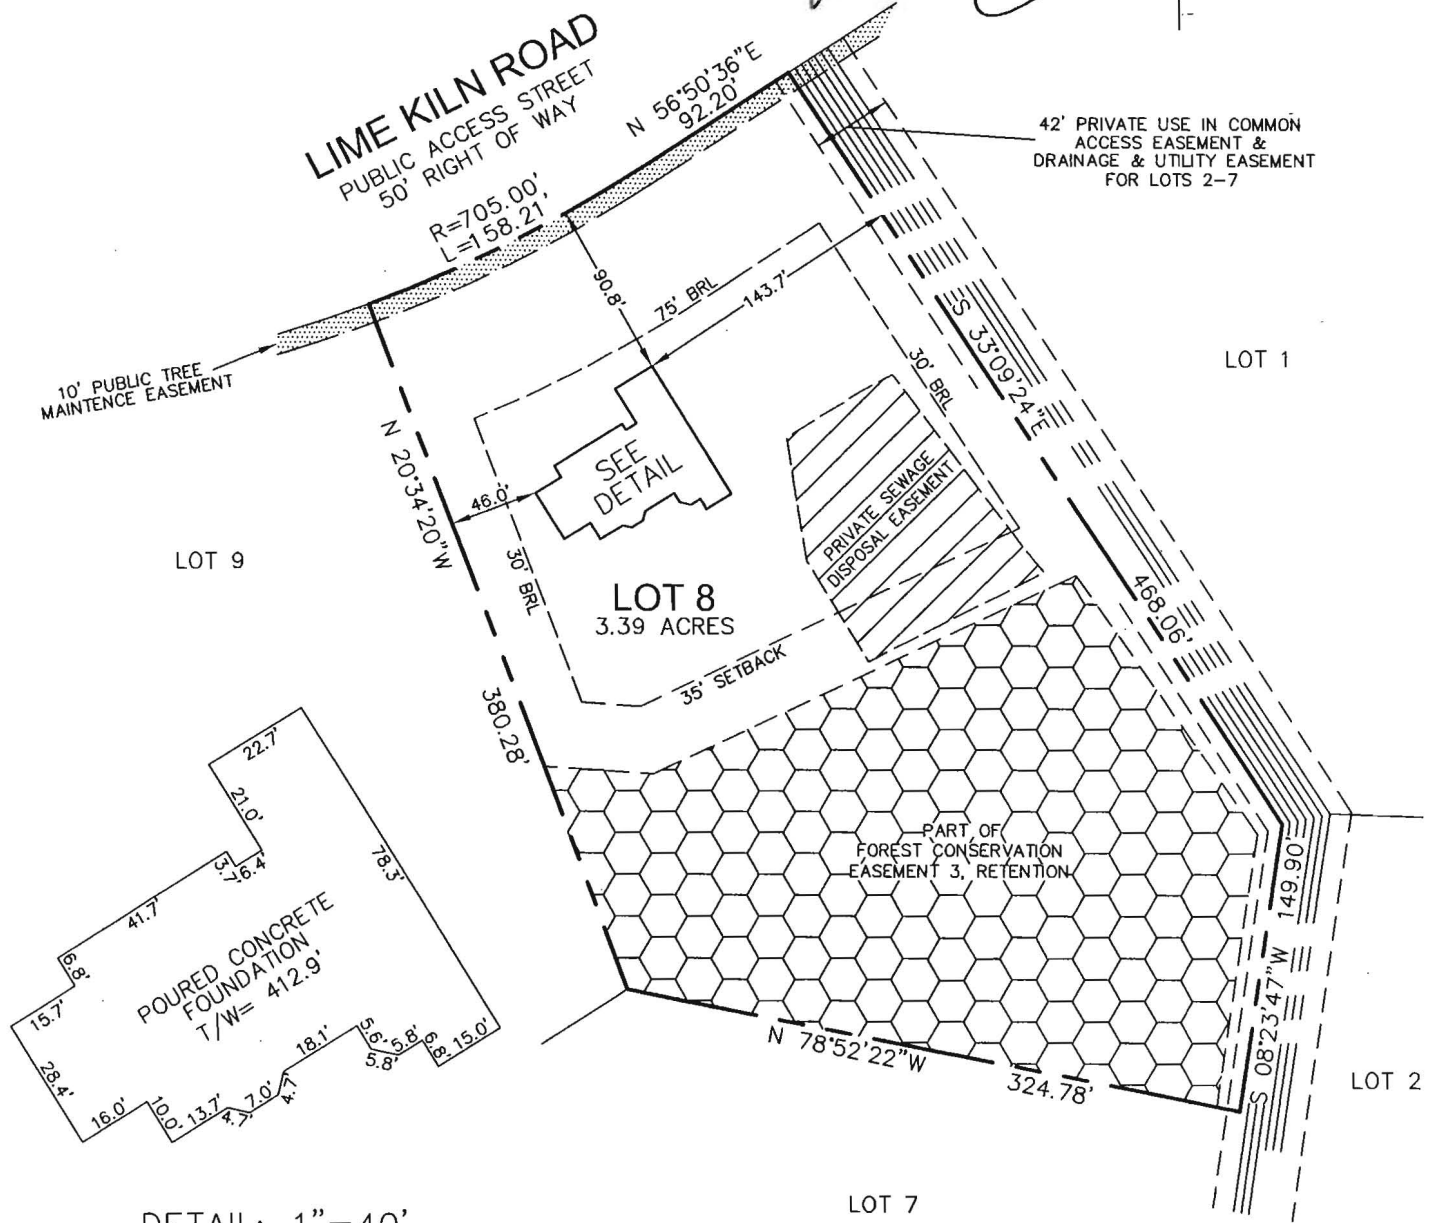 LIME KILN ROAD
PUBLIC ACCESS STREET
50' RIGHT OF WAY
N 56°50'36"E
92.20'
R=705.00'
L=158.21'
42' PRIVATE USE IN COMMON
ACCESS EASEMENT &
DRAINAGE & UTILITY EASEMENT
FOR LOTS 2-7
10' PUBLIC TREE
MAINTENCE EASEMENT
90.8'
75' BRL
143.7'
30' BRL
S 33°09'24"E
468.06'
LOT 1
N 20°34'20"W
380.28'
46.0'
SEE
DETAIL
PRIVATE SEWAGE
DISPOSAL EASEMENT
LOT 9
30' BRL
LOT 8
3.39 ACRES
35' SETBACK
PART OF
FOREST CONSERVATION
EASEMENT 3, RETENTION
149.90'
S 08°23'47"W
N 78°52'22"W
324.78'
LOT 2
LOT 7
22.7'
21.0'
78.3'
3.7'
6.4'
41.7'
6.8'
15.7'
28.4'
16.0'
10.0'
13.7'
4.7'
7.0'
4.7'
18.1'
5.6'
5.8'
5.8'
6.8'
15.0'
POURED CONCRETE
FOUNDATION
T/W= 412.9'
DETAIL: 1"=40'